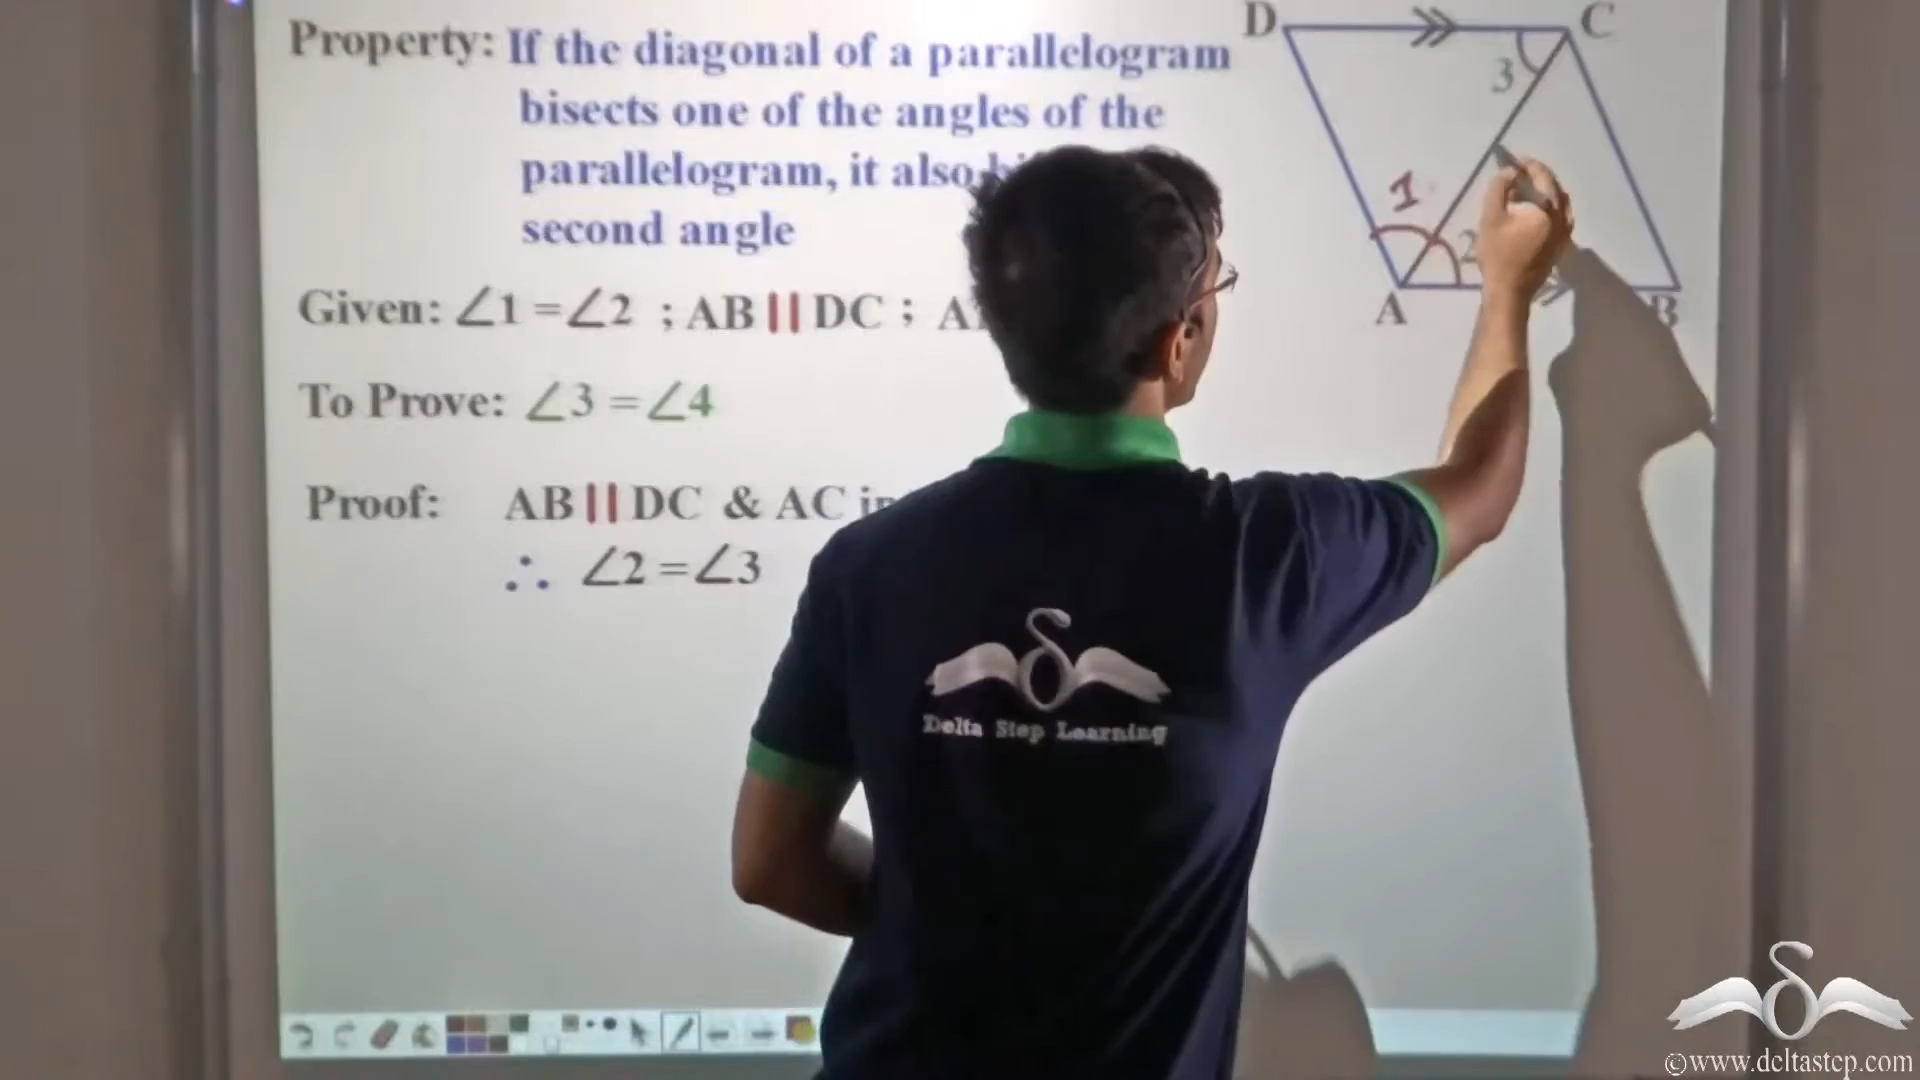 Property: If the diagonal of a parallelogram
bisects one of the angles of the
parallelogram, it also
second angle
Given: ∠1 =∠2 ; AB || DC ;
To Prove: ∠3 =∠4
Proof: AB || DC & AC
∴ ∠2 =∠3
D
C
3
1
2
A
B
Delta Step Learning
©www.deltastep.com